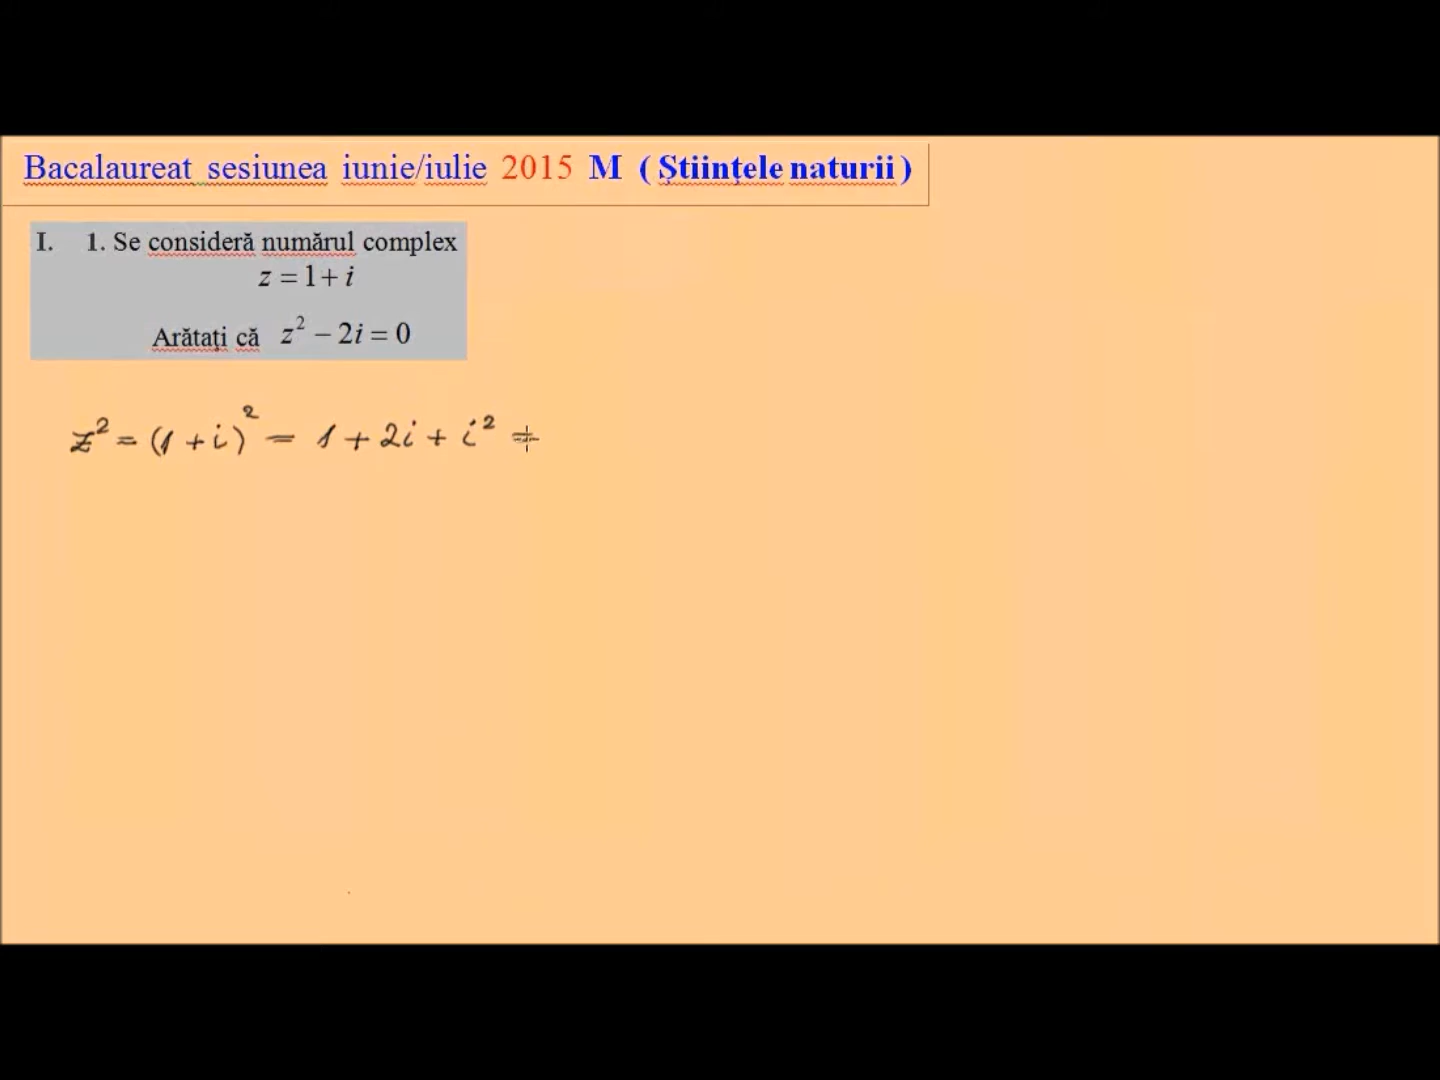 Bacalaureat sesiunea iunie/iulie 2015 M ( Științele naturii )
I. 1. Se consideră numărul complex
z = 1 + i
Arătați că z² − 2i = 0
z² = (1 + i)² = 1 + 2i + i² =